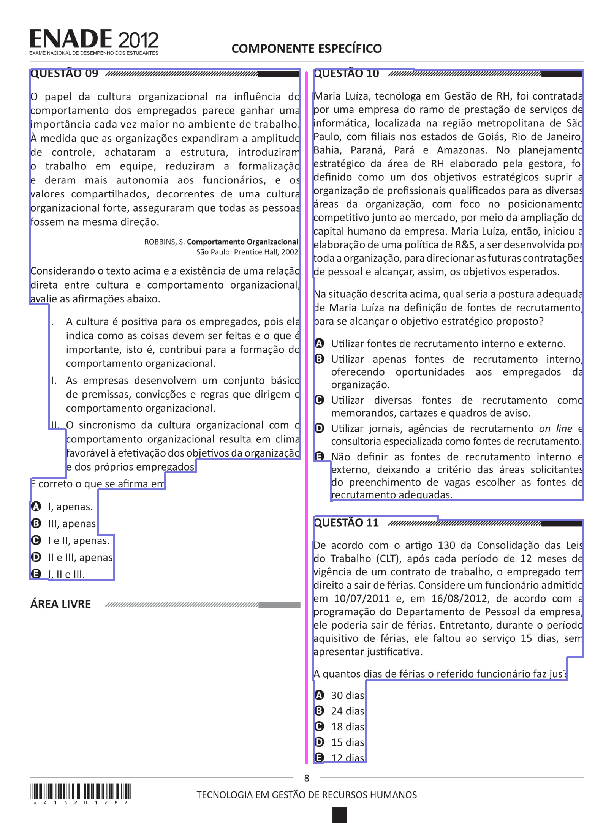 ENADE 2012
EXAME NACIONAL DE DESEMPENHO DOS ESTUDANTES
COMPONENTE ESPECÍFICO
QUESTÃO 09
O papel da cultura organizacional na influência do
comportamento dos empregados parece ganhar uma
importância cada vez maior no ambiente de trabalho.
À medida que as organizações expandiram a amplitude
de controle, achataram a estrutura, introduziram
o trabalho em equipe, reduziram a formalização
e deram mais autonomia aos funcionários, e os
valores compartilhados, decorrentes de uma cultura
organizacional forte, asseguraram que todas as pessoas
fossem na mesma direção.
ROBBINS, S. Comportamento Organizacional.
São Paulo: Prentice Hall, 2002.
Considerando o texto acima e a existência de uma relação
direta entre cultura e comportamento organizacional,
avalie as afirmações abaixo.
I. A cultura é positiva para os empregados, pois ela
indica como as coisas devem ser feitas e o que é
importante, isto é, contribui para a formação do
comportamento organizacional.
II. As empresas desenvolvem um conjunto básico
de premissas, convicções e regras que dirigem o
comportamento organizacional.
III. O sincronismo da cultura organizacional com o
comportamento organizacional resulta em clima
favorável à efetivação dos objetivos da organização
e dos próprios empregados.
É correto o que se afirma em
A I, apenas.
B III, apenas.
C I e II, apenas.
D II e III, apenas.
E I, II e III.
ÁREA LIVRE
QUESTÃO 10
Maria Luíza, tecnóloga em Gestão de RH, foi contratada
por uma empresa do ramo de prestação de serviços de
informática, localizada na região metropolitana de São
Paulo, com filiais nos estados de Goiás, Rio de Janeiro,
Bahia, Paraná, Pará e Amazonas. No planejamento
estratégico da área de RH elaborado pela gestora, foi
definido como um dos objetivos estratégicos suprir a
organização de profissionais qualificados para as diversas
áreas da organização, com foco no posicionamento
competitivo junto ao mercado, por meio da ampliação do
capital humano da empresa. Maria Luíza, então, iniciou a
elaboração de uma política de R&S, a ser desenvolvida por
toda a organização, para direcionar as futuras contratações
de pessoal e alcançar, assim, os objetivos esperados.
Na situação descrita acima, qual seria a postura adequada
de Maria Luíza na definição de fontes de recrutamento,
para se alcançar o objetivo estratégico proposto?
A Utilizar fontes de recrutamento interno e externo.
B Utilizar apenas fontes de recrutamento interno,
oferecendo oportunidades aos empregados da
organização.
C Utilizar diversas fontes de recrutamento como
memorandos, cartazes e quadros de aviso.
D Utilizar jornais, agências de recrutamento on line e
consultoria especializada como fontes de recrutamento.
E Não definir as fontes de recrutamento interno e
externo, deixando a critério das áreas solicitantes
do preenchimento de vagas escolher as fontes de
recrutamento adequadas.
QUESTÃO 11
De acordo com o artigo 130 da Consolidação das Leis
do Trabalho (CLT), após cada período de 12 meses de
vigência de um contrato de trabalho, o empregado tem
direito a sair de férias. Considere um funcionário admitido
em 10/07/2011 e, em 16/08/2012, de acordo com a
programação do Departamento de Pessoal da empresa,
ele poderia sair de férias. Entretanto, durante o período
aquisitivo de férias, ele faltou ao serviço 15 dias, sem
apresentar justificativa.
A quantos dias de férias o referido funcionário faz jus?
A 30 dias.
B 24 dias.
C 18 dias.
D 15 dias.
E 12 dias.
8
TECNOLOGIA EM GESTÃO DE RECURSOS HUMANOS